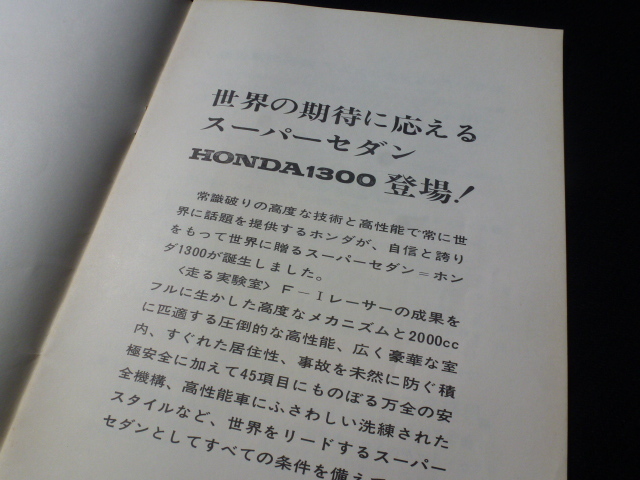 世界の期待に応える
スーパーセダン
HONDA1300 登場!
常識破りの高度な技術と高性能で常に世
界に話題を提供するホンダが、自信と誇り
をもって世界に贈るスーパーセダン=ホン
ダ1300が誕生しました。
〈走る実験室〉 F－Iレーサーの成果を
フルに生かした高度なメカニズムと2000cc
に匹適する圧倒的な高性能、広く豪華な室
内、すぐれた居住性、事故を未然に防ぐ積
極安全に加えて45項目にものぼる万全の安
全機構、高性能車にふさわしい洗練された
スタイルなど、世界をリードするスーパー
セダンとしてすべての条件を備え